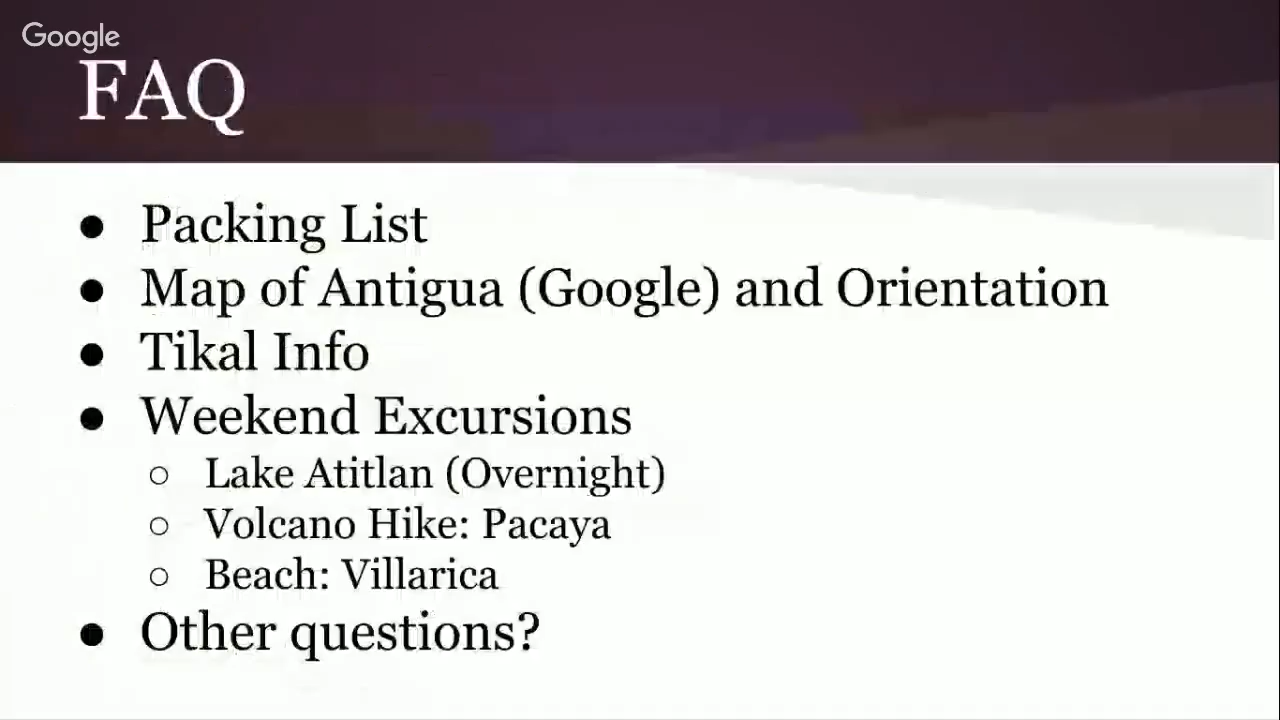 Google
FAQ
● Packing List
● Map of Antigua (Google) and Orientation
● Tikal Info
● Weekend Excursions
○ Lake Atitlan (Overnight)
○ Volcano Hike: Pacaya
○ Beach: Villarica
● Other questions?